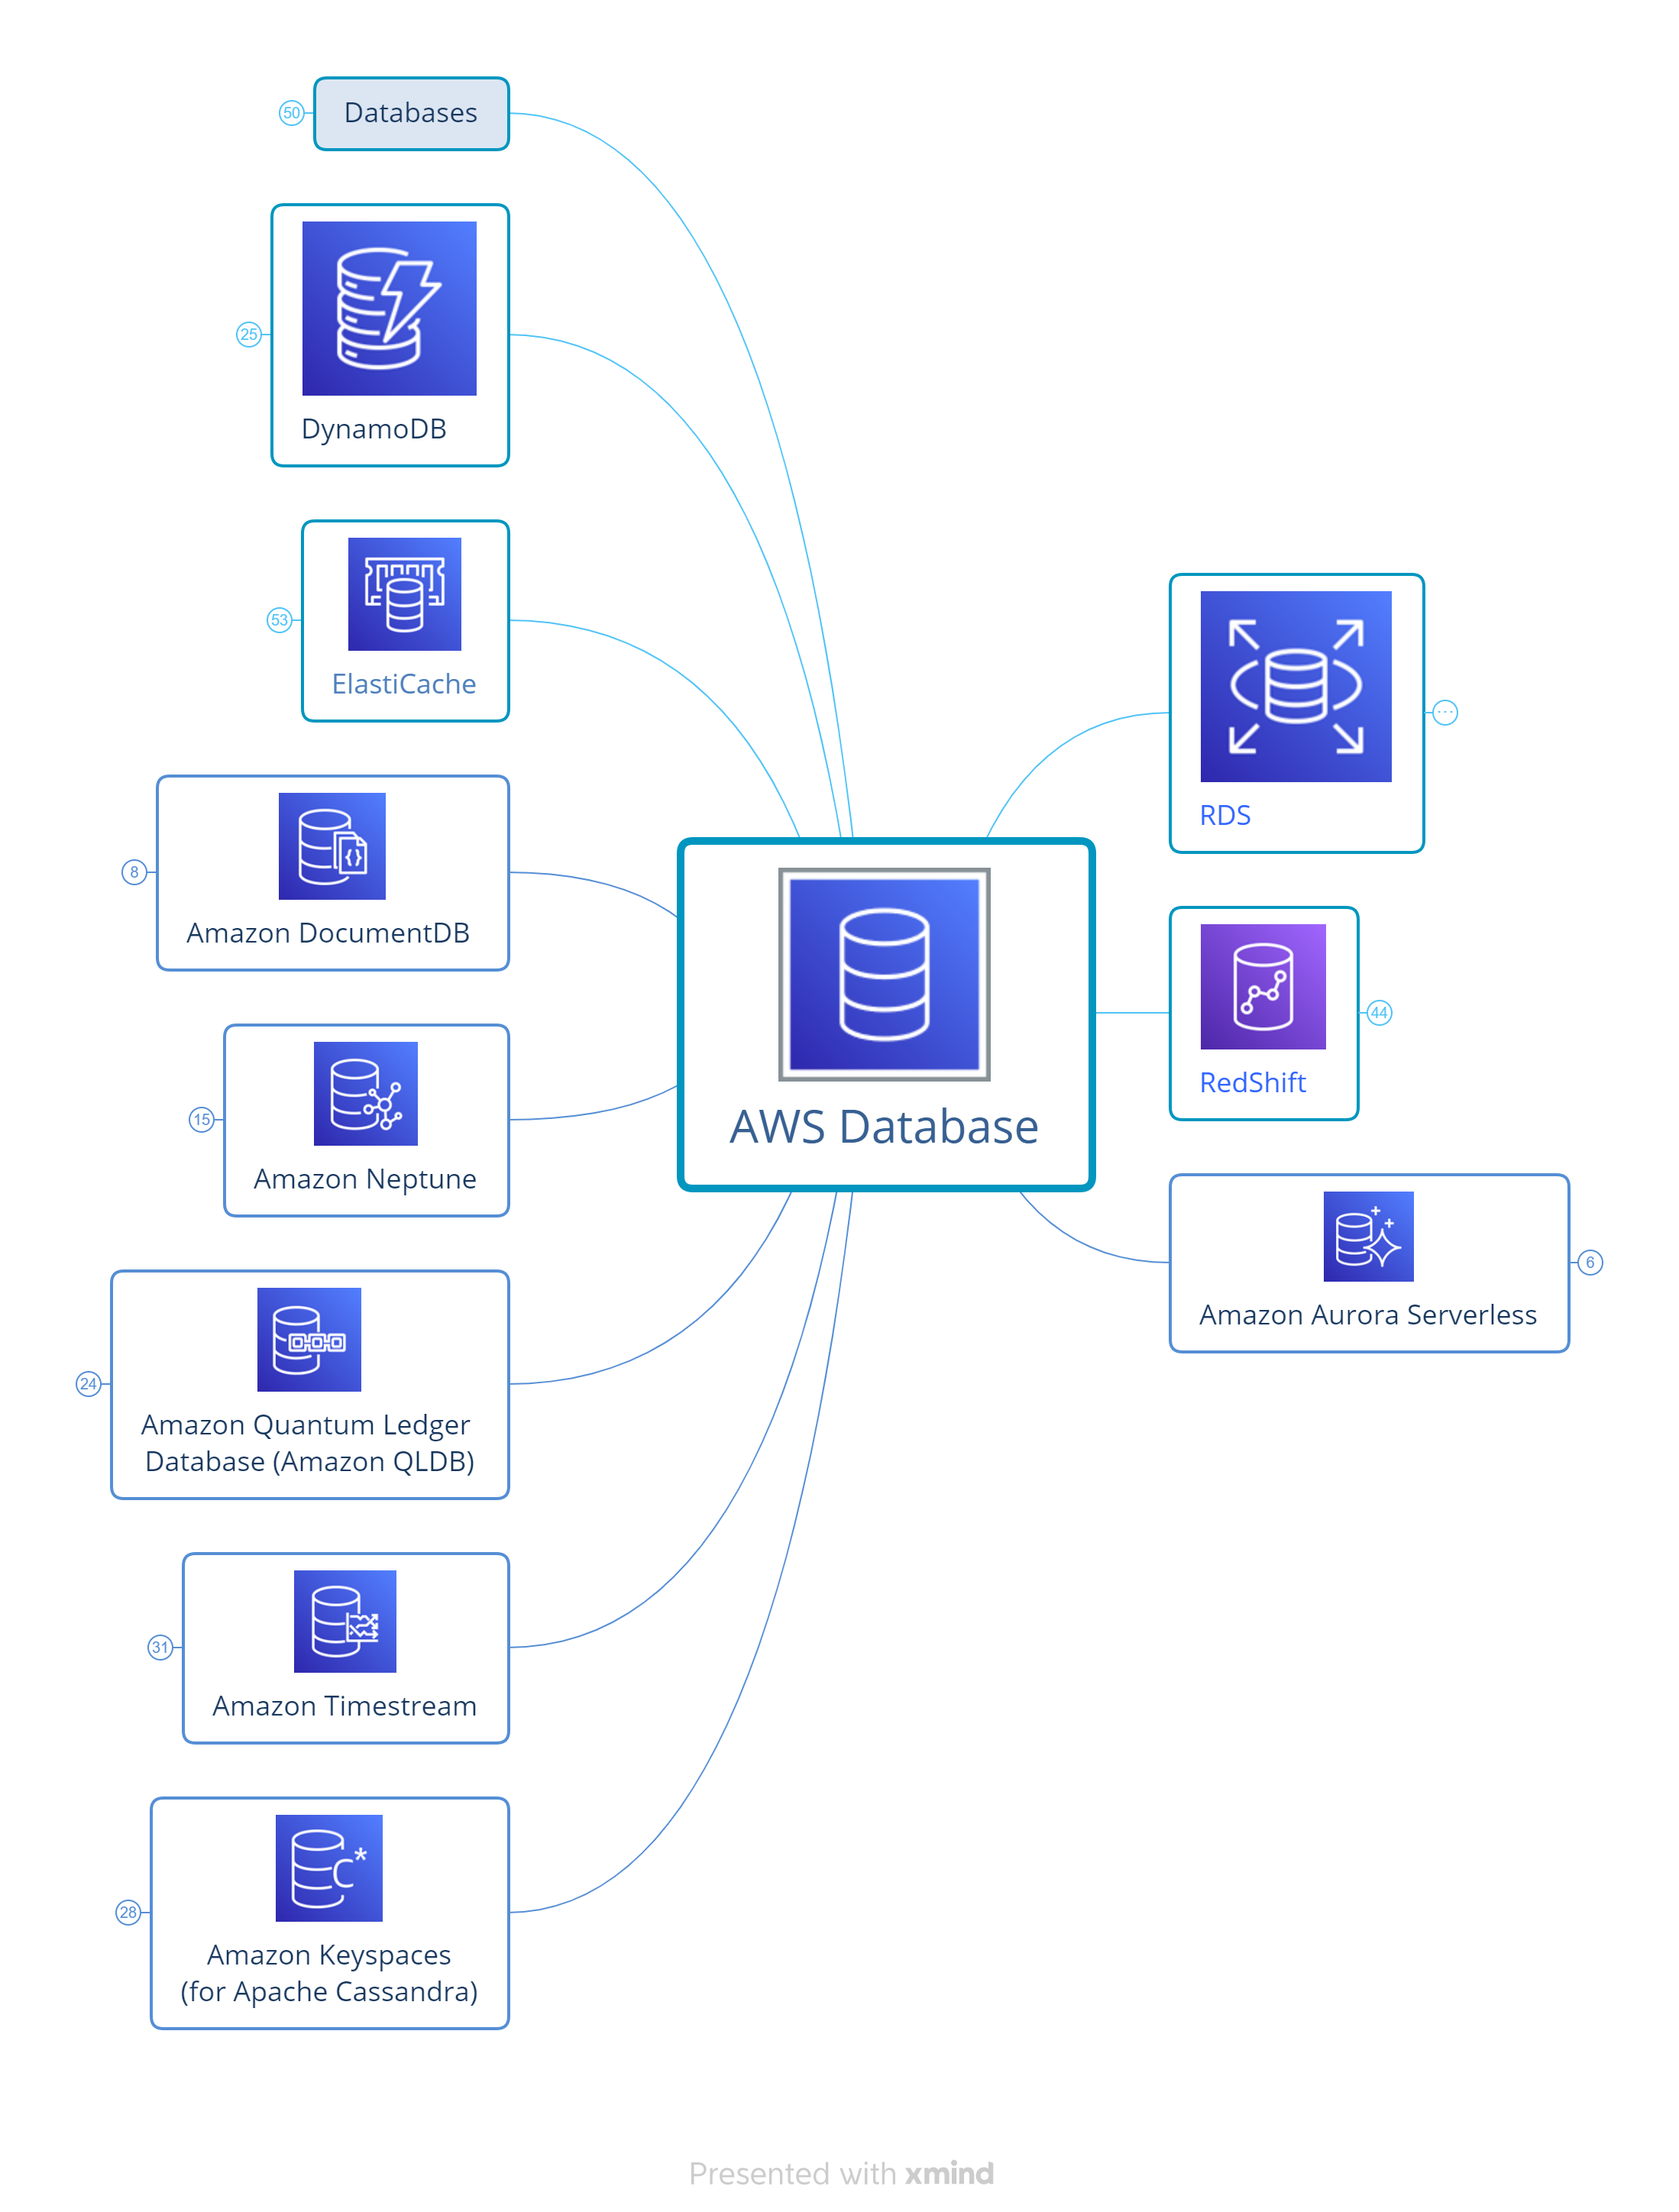 50
Databases
25
DynamoDB
53
ElastiCache
8
{}
Amazon DocumentDB
15
Amazon Neptune
24
Amazon Quantum Ledger
Database (Amazon QLDB)
31
Amazon Timestream
28
C*
Amazon Keyspaces
(for Apache Cassandra)
AWS Database
RDS
...
RedShift
44
Amazon Aurora Serverless
6
Presented with xmind